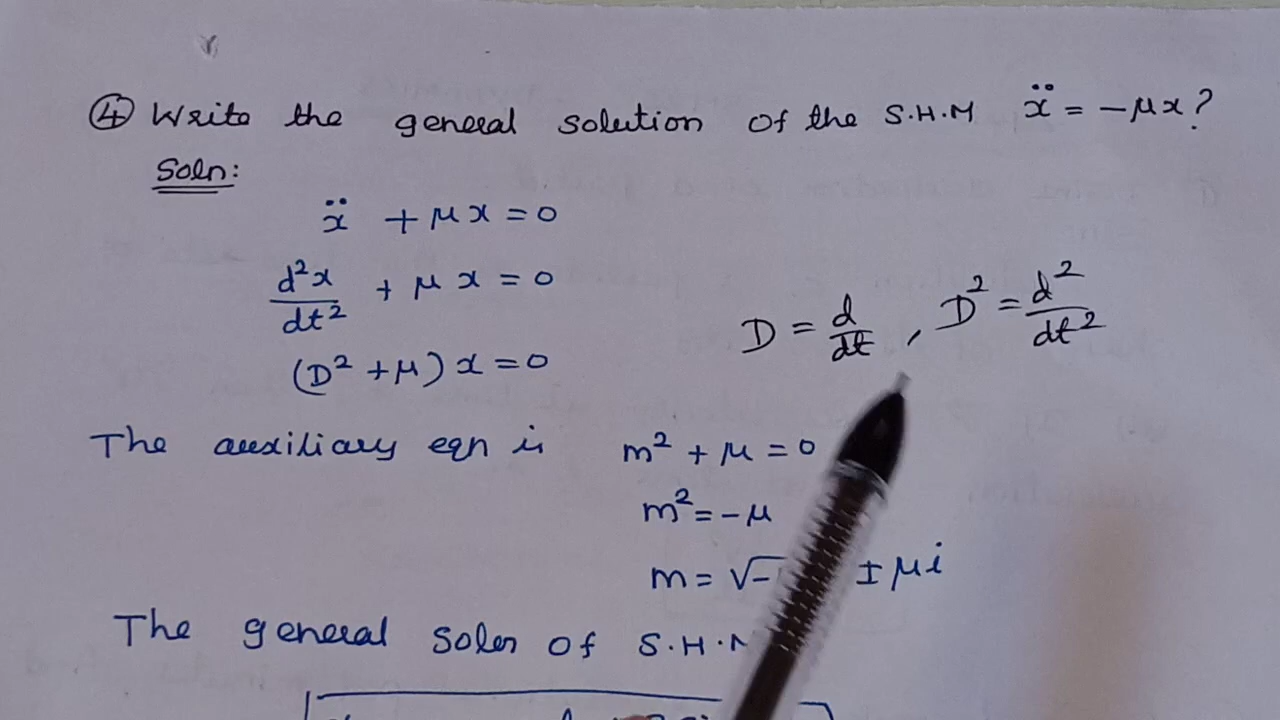 ④ Write the general solution of the S.H.M ẍ = -μx?
Soln:
ẍ + μx = 0
d²x/dt² + μx = 0
D = d/dt , D² = d²/dt²
(D² + μ) x = 0
The auxiliary eqn is m² + μ = 0
m² = -μ
m = √- ± μi
The general soln of S.H.M